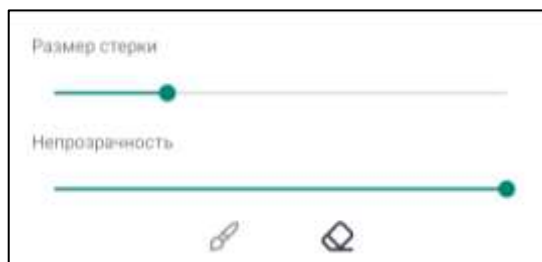 Размер стерки
Непрозрачность